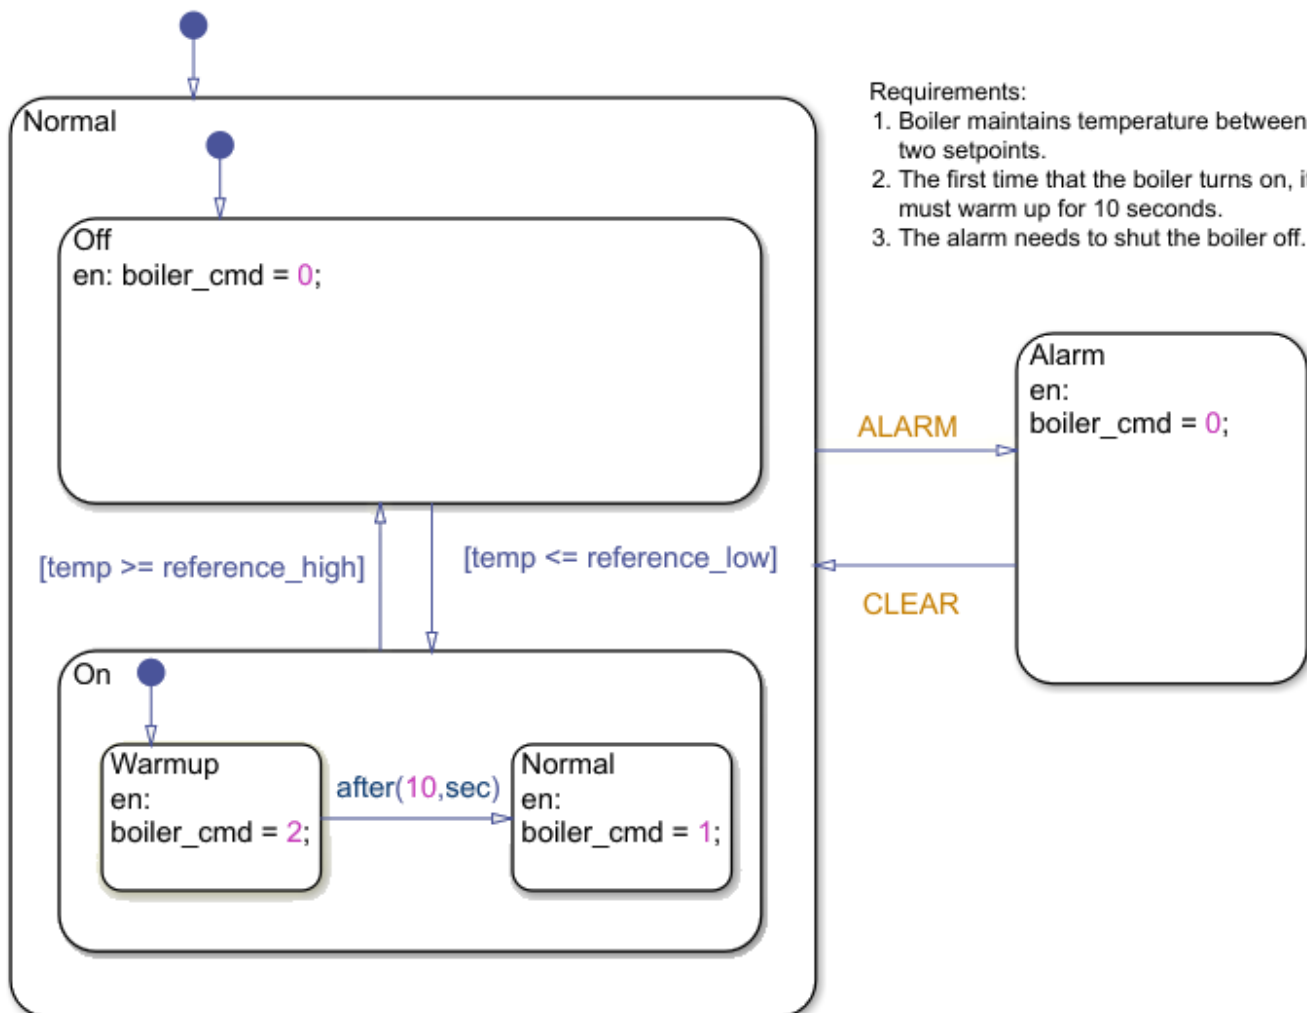 Requirements:
1. Boiler maintains temperature between
two setpoints.
2. The first time that the boiler turns on, it
must warm up for 10 seconds.
3. The alarm needs to shut the boiler off.
Normal
Off
en: boiler_cmd = 0;
[temp >= reference_high]
[temp <= reference_low]
On
Warmup
en:
boiler_cmd = 2;
after(10,sec)
Normal
en:
boiler_cmd = 1;
ALARM
CLEAR
Alarm
en:
boiler_cmd = 0;